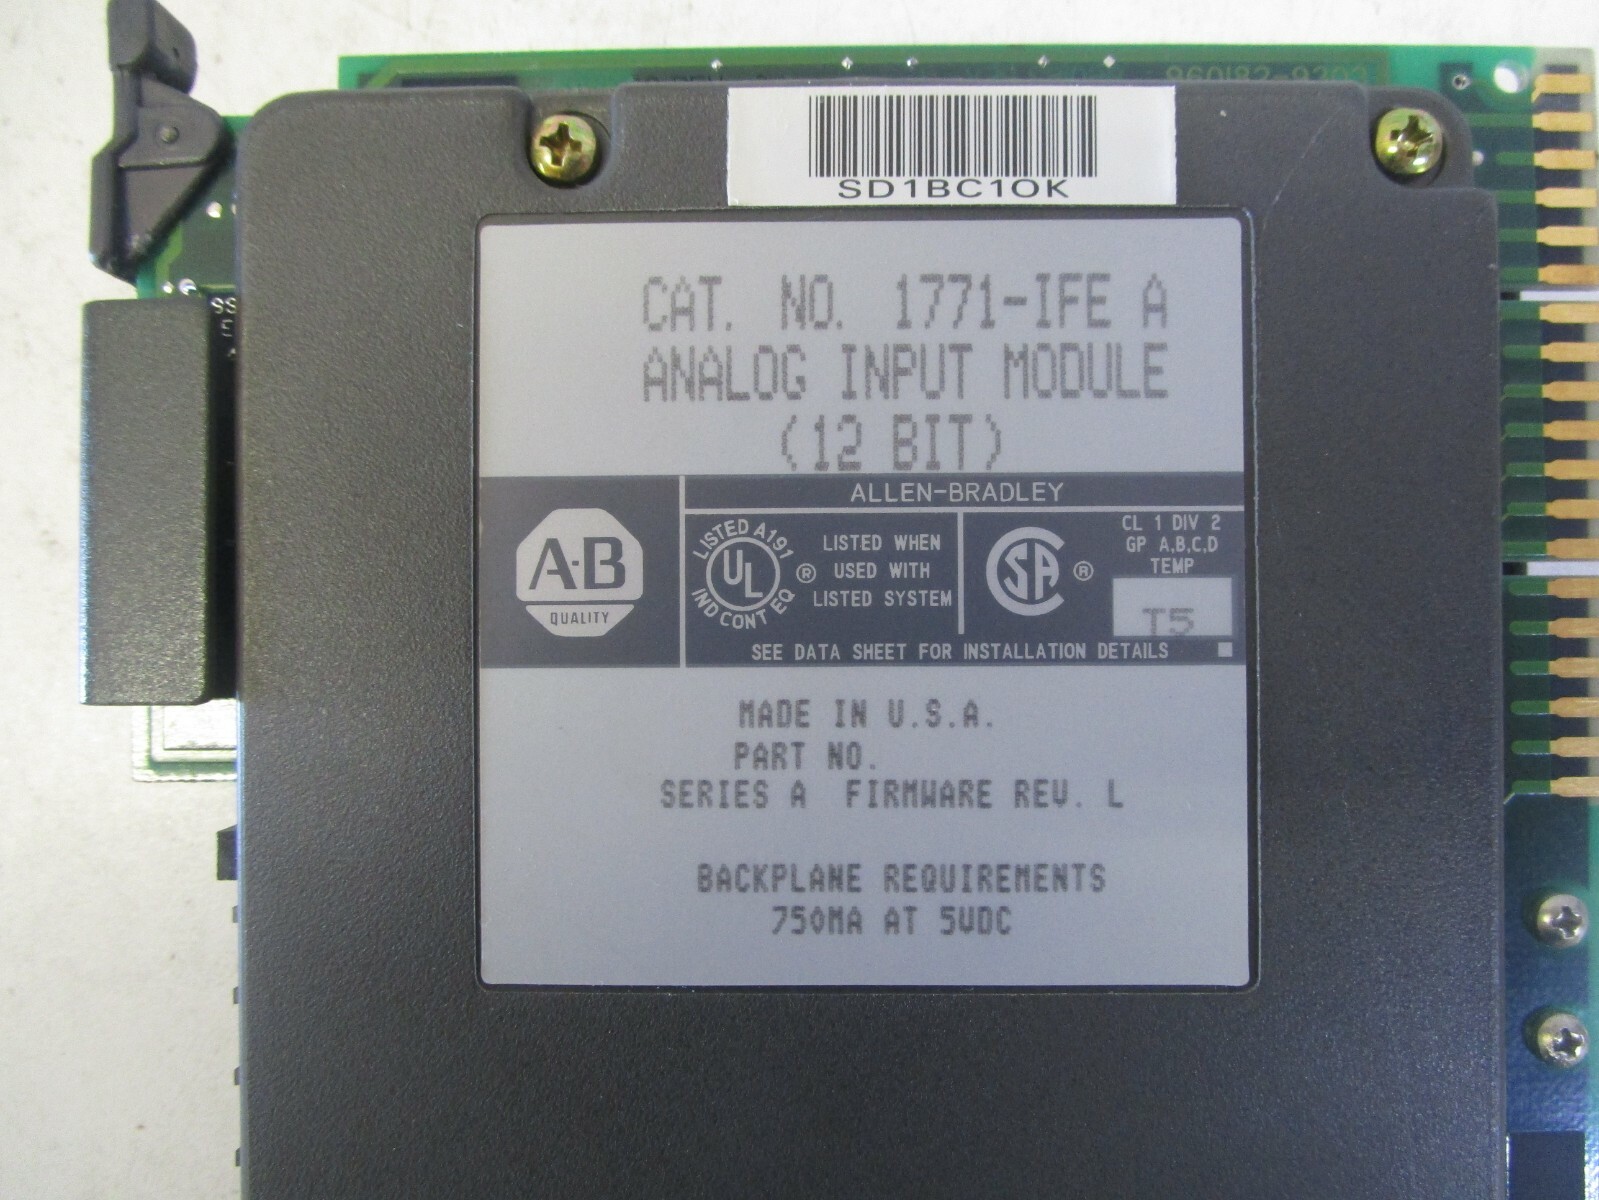 960182-9302
SD1BC10K
CAT. NO. 1771-IFE A
ANALOG INPUT MODULE
(12 BIT)
ALLEN-BRADLEY
A-B
QUALITY
LISTED A191
UL ®
IND CONT EQ
LISTED WHEN
USED WITH
LISTED SYSTEM
SA ®
CL 1 DIV 2
GP A,B,C,D
TEMP
T5
SEE DATA SHEET FOR INSTALLATION DETAILS
MADE IN U.S.A.
PART NO.
SERIES A FIRMWARE REV. L
BACKPLANE REQUIREMENTS
750MA AT 5VDC